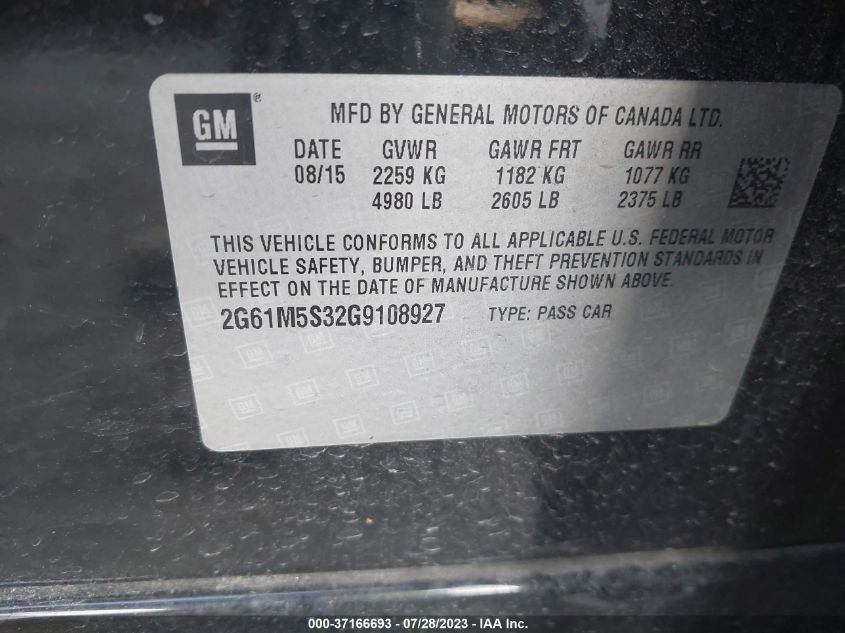 GM®
MFD BY GENERAL MOTORS OF CANADA LTD.
DATE GVWR GAWR FRT GAWR RR
08/15 2259 KG 1182 KG 1077 KG
4980 LB 2605 LB 2375 LB
THIS VEHICLE CONFORMS TO ALL APPLICABLE U.S. FEDERAL MOTOR
VEHICLE SAFETY, BUMPER, AND THEFT PREVENTION STANDARDS IN
EFFECT ON THE DATE OF MANUFACTURE SHOWN ABOVE.
2G61M5S32G9108927 TYPE: PASS CAR
000-37166693 - 07/28/2023 - IAA Inc.